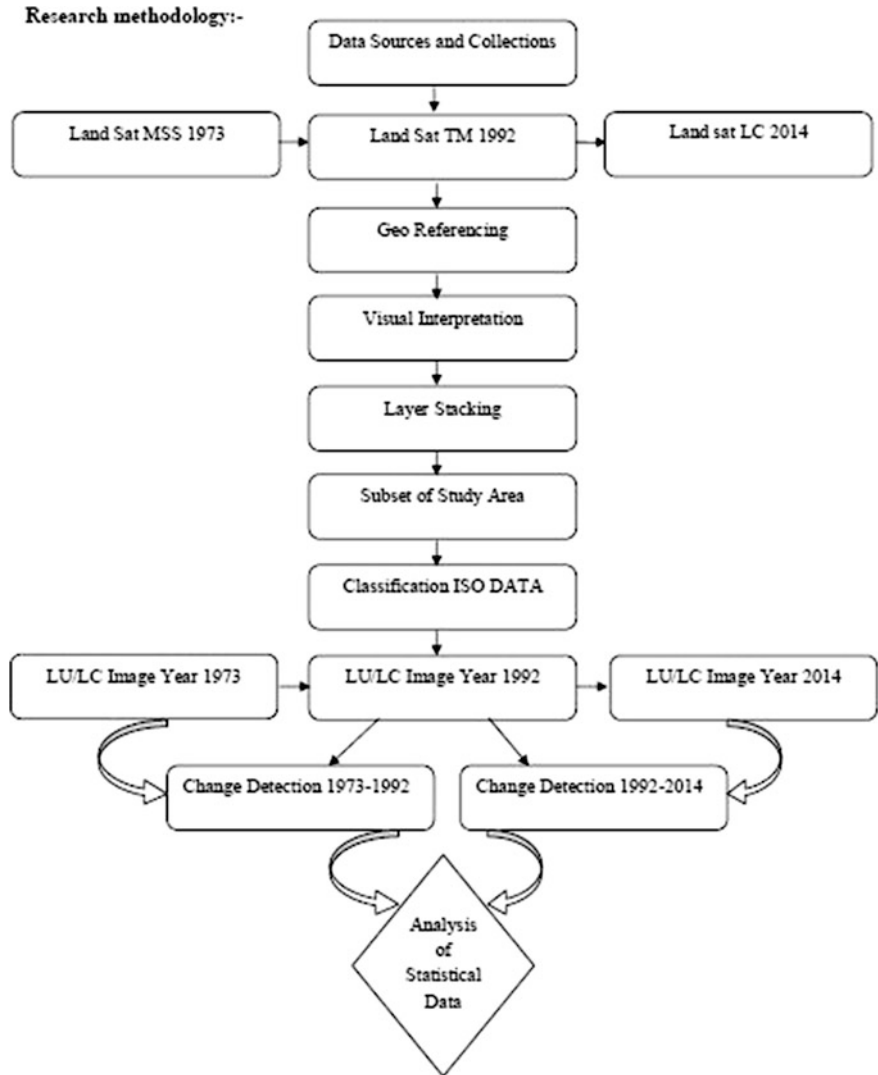 Research methodology:-
Data Sources and Collections
Land Sat MSS 1973
Land Sat TM 1992
Land sat LC 2014
Geo Referencing
Visual Interpretation
Layer Stacking
Subset of Study Area
Classification ISO DATA
LU/LC Image Year 1973
LU/LC Image Year 1992
LU/LC Image Year 2014
Change Detection 1973-1992
Change Detection 1992-2014
Analysis
of
Statistical
Data